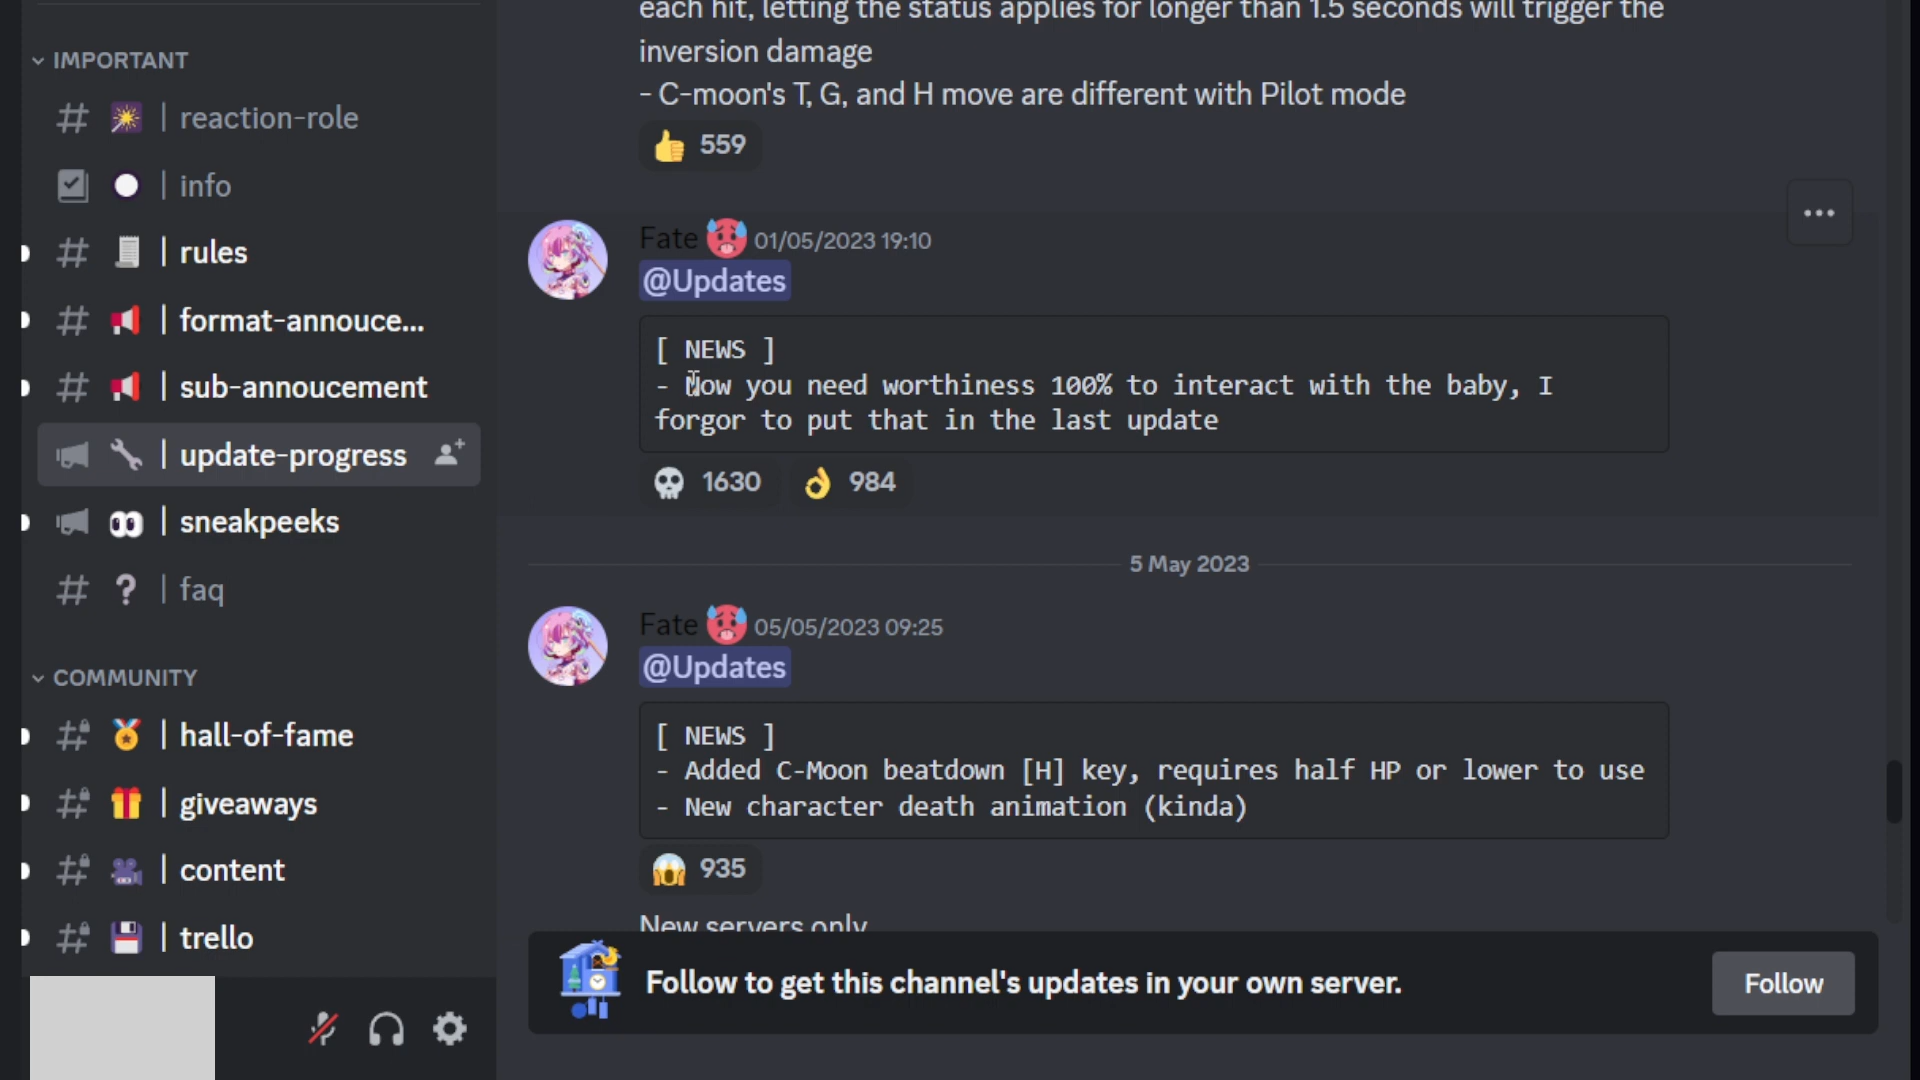 IMPORTANT
# | reaction-role
| info
# | rules
# | format-annouce...
# | sub-annoucement
| update-progress
| sneakpeeks
# ? | faq
COMMUNITY
# | hall-of-fame
# | giveaways
# | content
# | trello
each hit, letting the status applies for longer than 1.5 seconds will trigger the
inversion damage
- C-moon's T, G, and H move are different with Pilot mode
559
Fate 01/05/2023 19:10
@Updates
[ NEWS ]
- Now you need worthiness 100% to interact with the baby, I
forgor to put that in the last update
1630 984
5 May 2023
Fate 05/05/2023 09:25
@Updates
[ NEWS ]
- Added C-Moon beatdown [H] key, requires half HP or lower to use
- New character death animation (kinda)
935
New servers only
Follow to get this channel's updates in your own server.
Follow